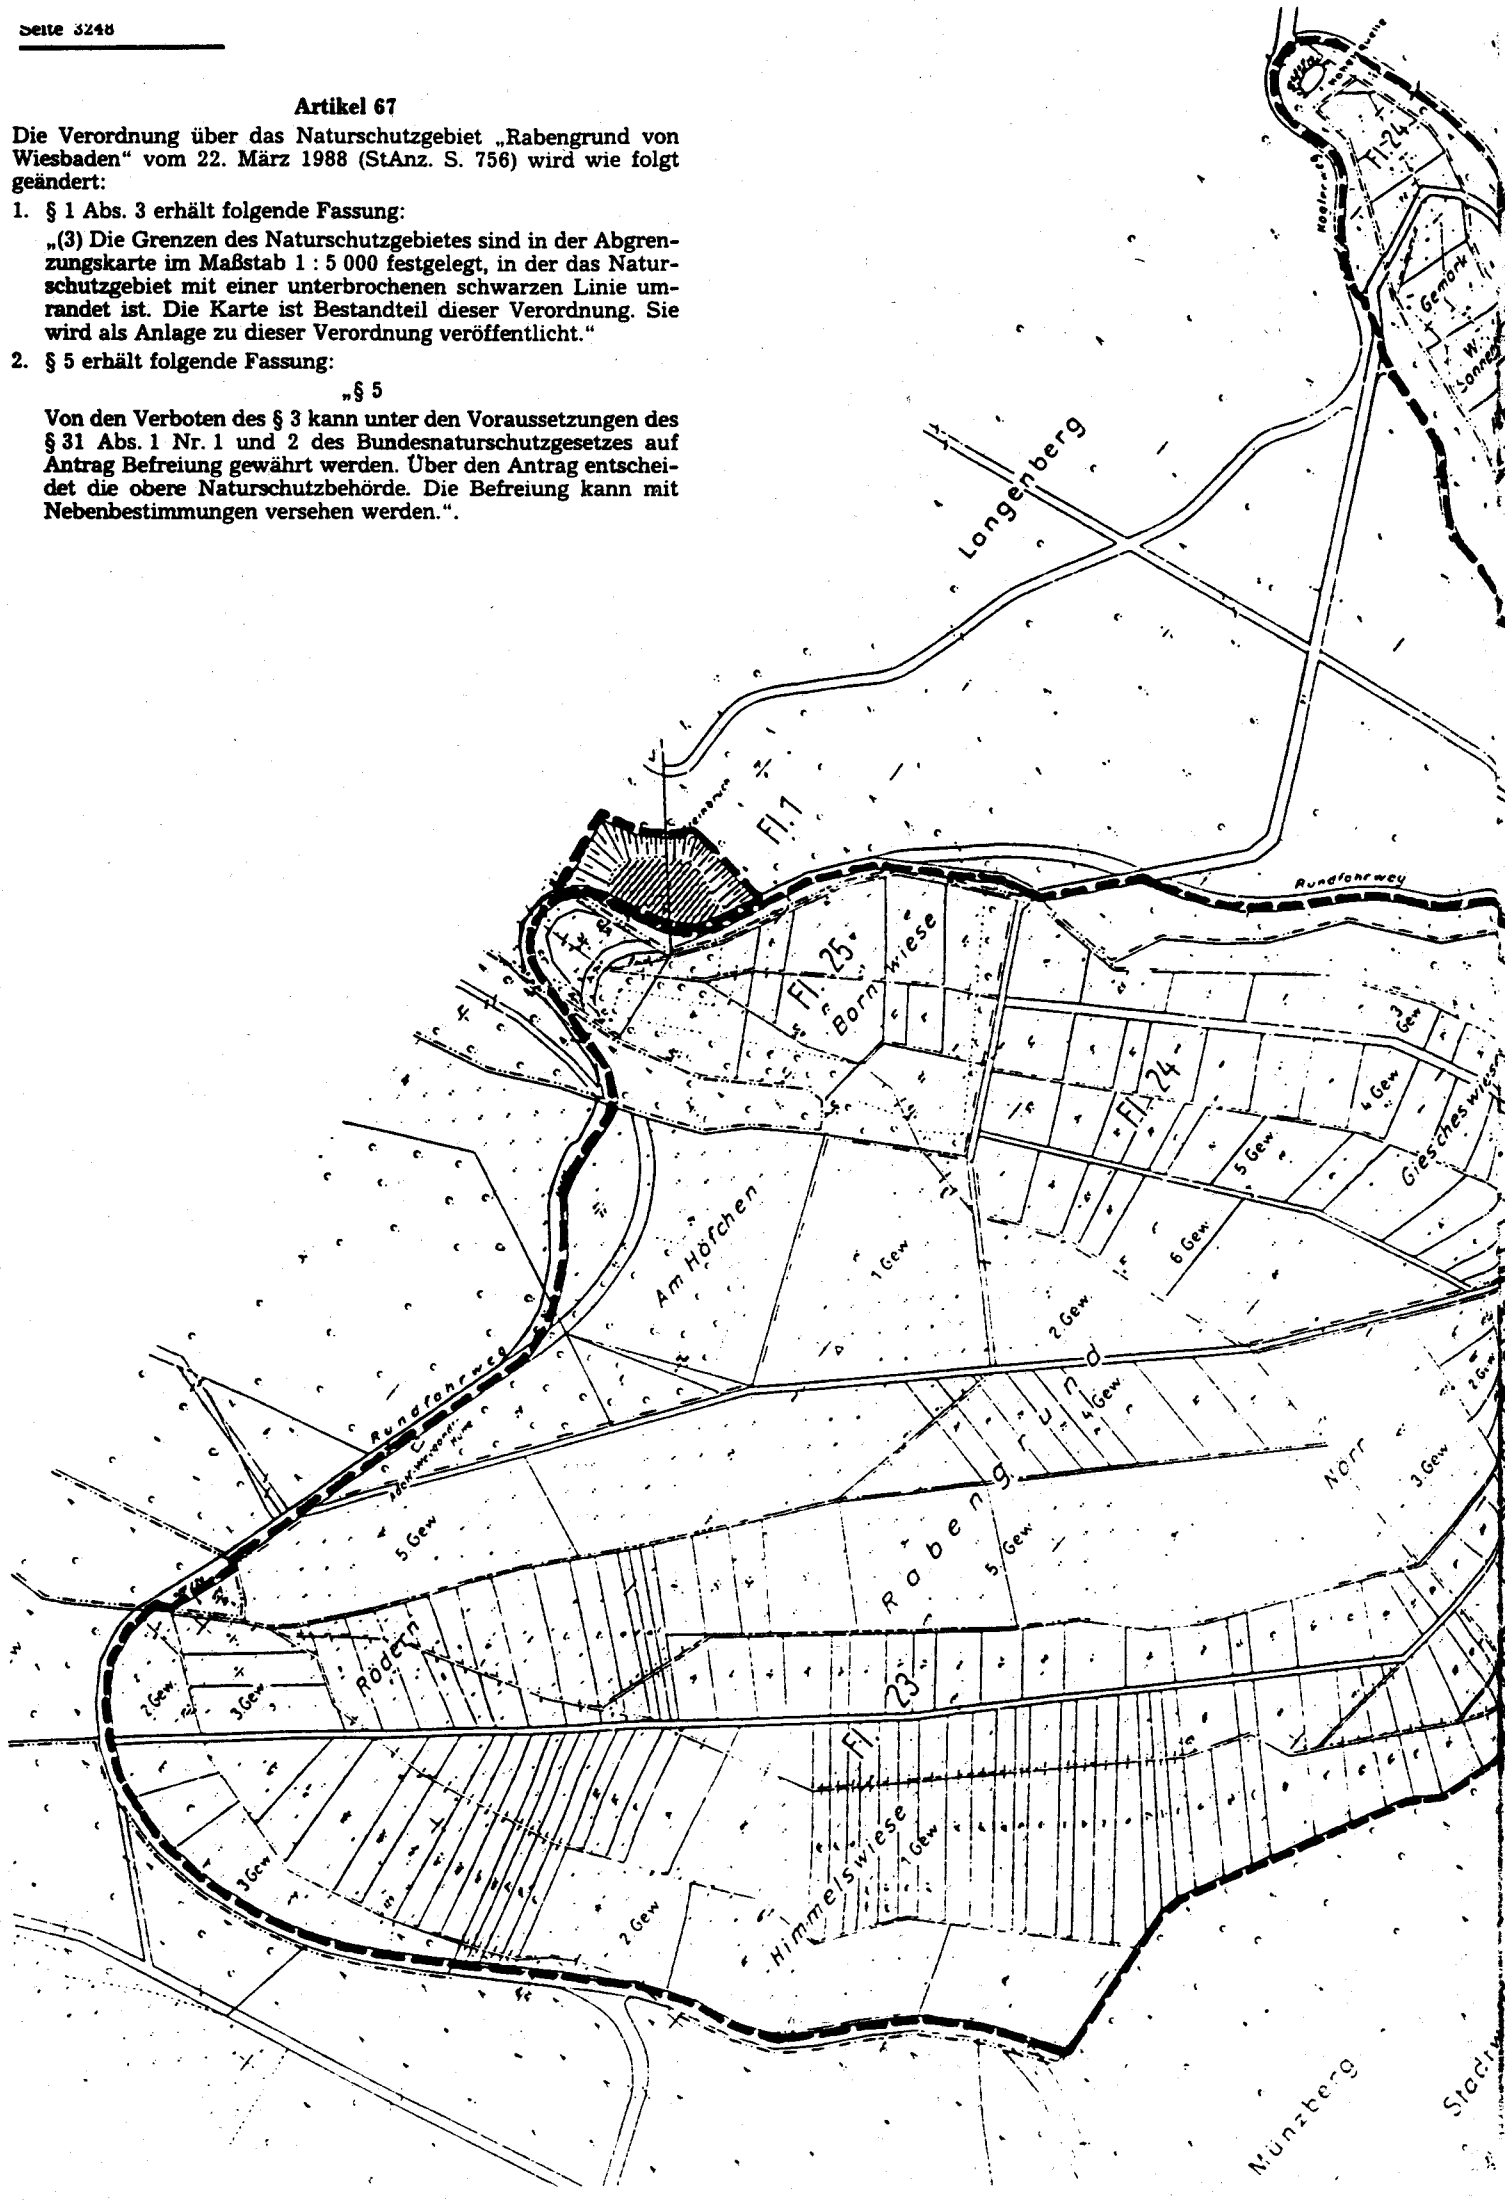 Seite 3248
Artikel 67
Die Verordnung über das Naturschutzgebiet „Rabengrund von
Wiesbaden“ vom 22. März 1988 (StAnz. S. 756) wird wie folgt
geändert:
1. § 1 Abs. 3 erhält folgende Fassung:
„(3) Die Grenzen des Naturschutzgebietes sind in der Abgren-
zungskarte im Maßstab 1 : 5 000 festgelegt, in der das Natur-
schutzgebiet mit einer unterbrochenen schwarzen Linie um-
randet ist. Die Karte ist Bestandteil dieser Verordnung. Sie
wird als Anlage zu dieser Verordnung veröffentlicht.“
2. § 5 erhält folgende Fassung:
„§ 5
Von den Verboten des § 3 kann unter den Voraussetzungen des
§ 31 Abs. 1 Nr. 1 und 2 des Bundesnaturschutzgesetzes auf
Antrag Befreiung gewährt werden. Über den Antrag entschei-
det die obere Naturschutzbehörde. Die Befreiung kann mit
Nebenbestimmungen versehen werden.“.
Fl. 24
Langenberg
Fl. 1
Rundfahrweg
Fl. 25
Bornwiese
3 Gew
Fl. 24
4 Gew
5 Gew
Giescheswiesen
6 Gew
Am Höfchen
1 Gew
2. Gew
Rundfahrweg
4 Gew
2. Gew
Rabengrund
Nörr
3. Gew
5. Gew
5. Gew
Rödern
2. Gew
3. Gew
Fl. 23
3 Gew
Himmelswiese
1 Gew
2 Gew
Münzberg